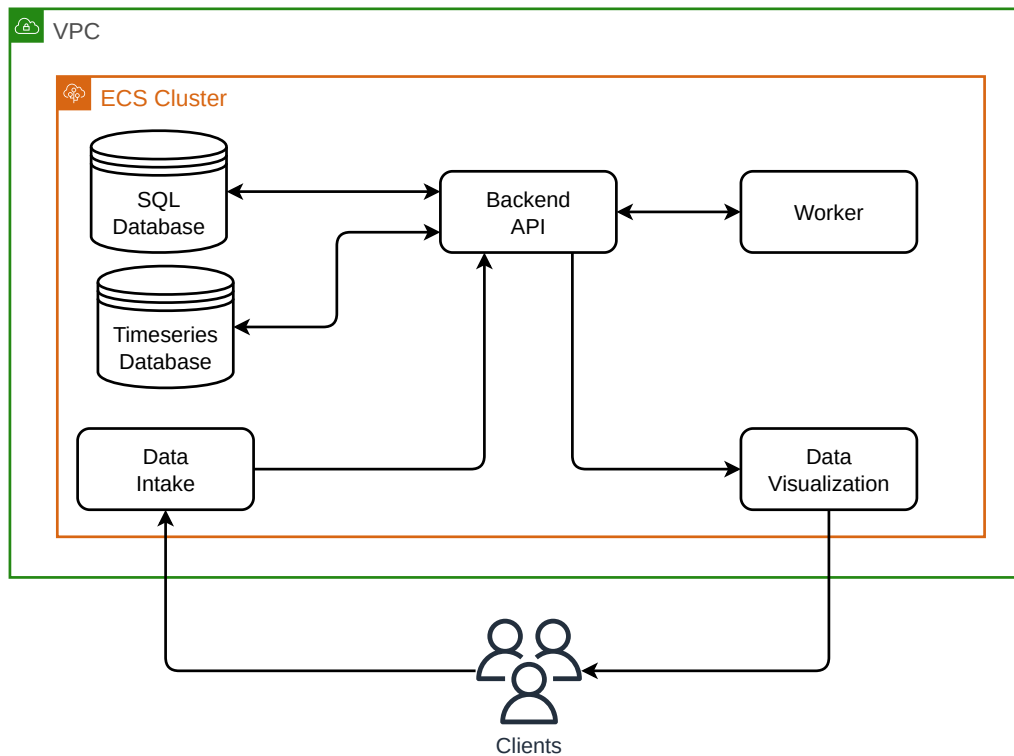 VPC
ECS Cluster
SQL
Database
Backend
API
Worker
Timeseries
Database
Data
Intake
Data
Visualization
Clients